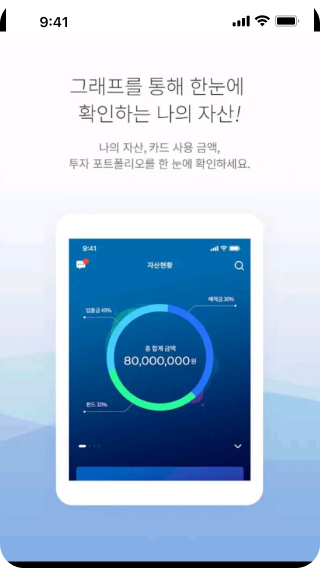 9:41
그래프를 통해 한눈에
확인하는 나의 자산!
나의 자산, 카드 사용 금액,
투자 포트폴리오를 한 눈에 확인하세요.
9:41
자산현황
예적금 30%
입출금 40%
총 합계 금액
80,000,000원
펀드 30%